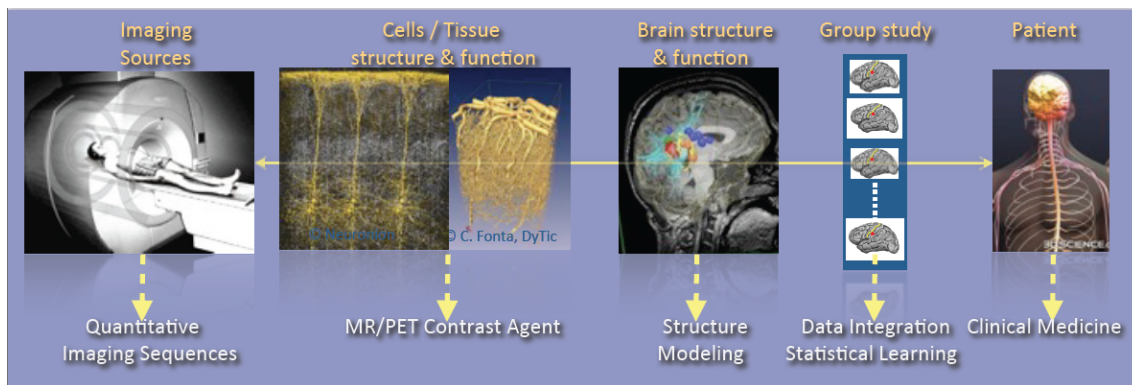 Imaging
Sources
Cells / Tissue
structure & function
Brain structure
& function
Group study
Patient
© C. Fonta, DyTic
3DSCIENCE.c
Quantitative
Imaging Sequences
MR/PET Contrast Agent
Structure
Modeling
Data Integration
Statistical Learning
Clinical Medicine